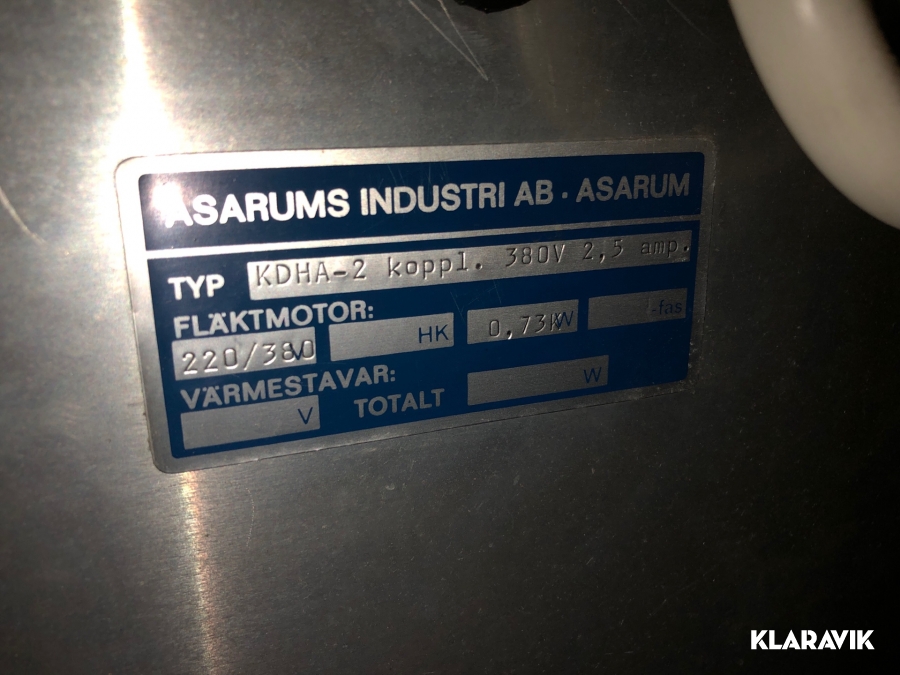 ASARUMS INDUSTRI AB · ASARUM
TYP KDHA-2 koppl. 380V 2,5 amp.
FLÄKTMOTOR:
220/380 V HK 0,73KW -fas
VÄRMESTAVAR:
V TOTALT W
KLARAVIK